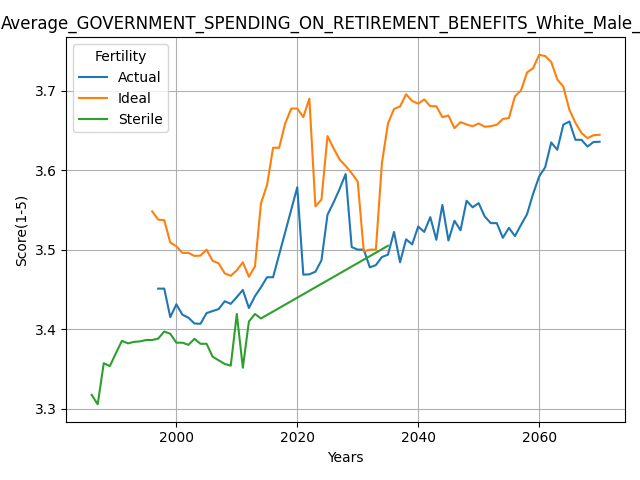 Average_GOVERNMENT_SPENDING_ON_RETIREMENT_BENEFITS_White_Male_
Fertility
Actual
Ideal
Sterile
Score(1-5)
3.7
3.6
3.5
3.4
3.3
2000 2020 2040 2060
Years